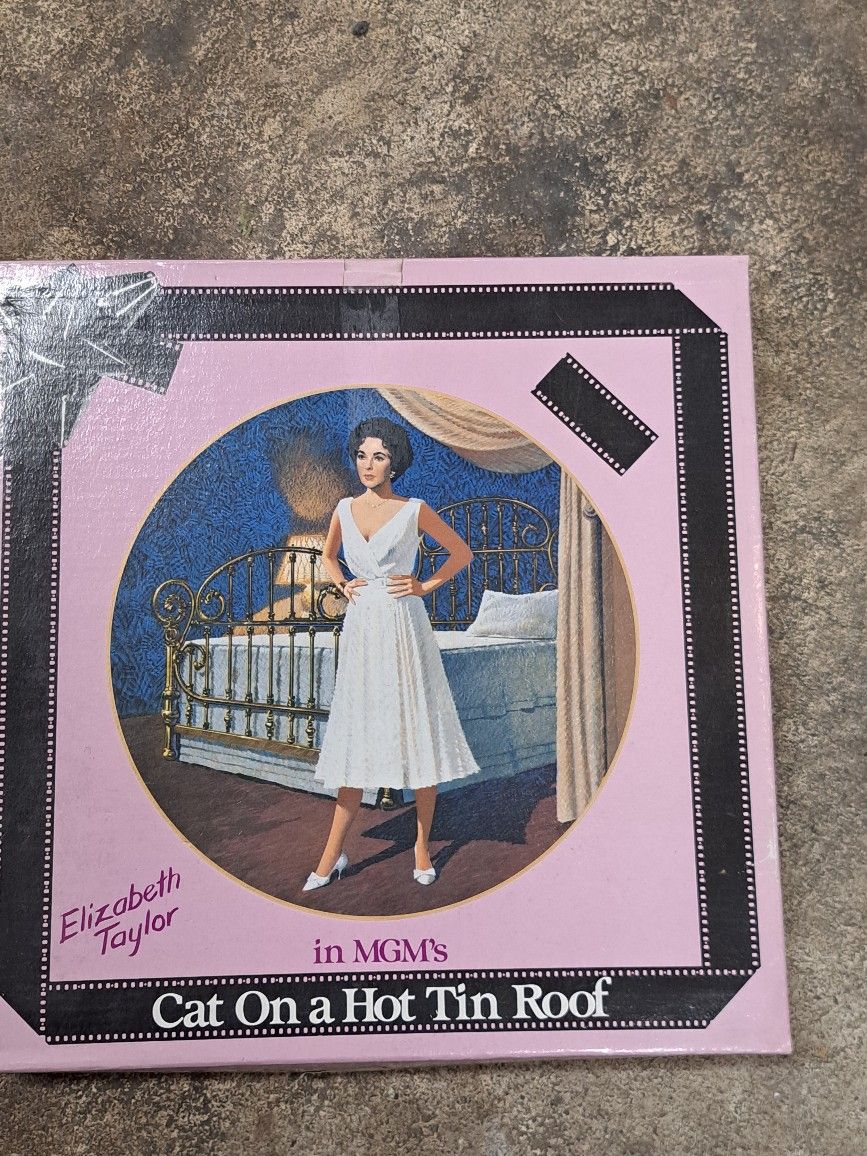 Elizabeth
Taylor
in MGM's
Cat On a Hot Tin Roof